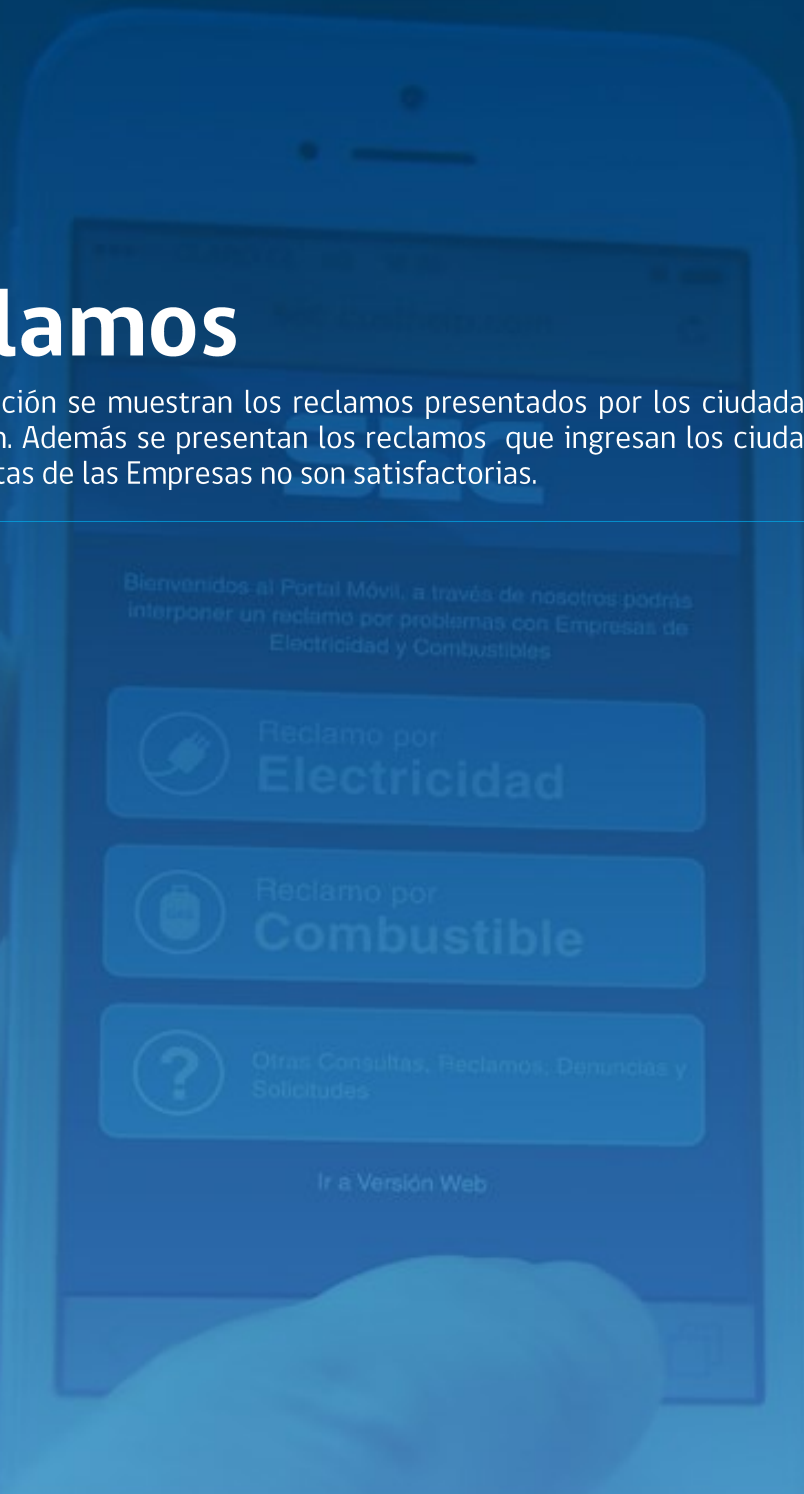 lamos
ción se muestran los reclamos presentados por los ciudada
n. Además se presentan los reclamos que ingresan los ciuda
tas de las Empresas no son satisfactorias.
SEC
Bienvenidos al Portal Móvil, a través de nosotros podrás
interponer un reclamo por problemas con Empresas de
Electricidad y Combustibles
Reclamo por
Electricidad
Reclamo por
Combustible
GAS
?
Otras Consultas, Reclamos, Denuncias y
Solicitudes
Ir a Versión Web